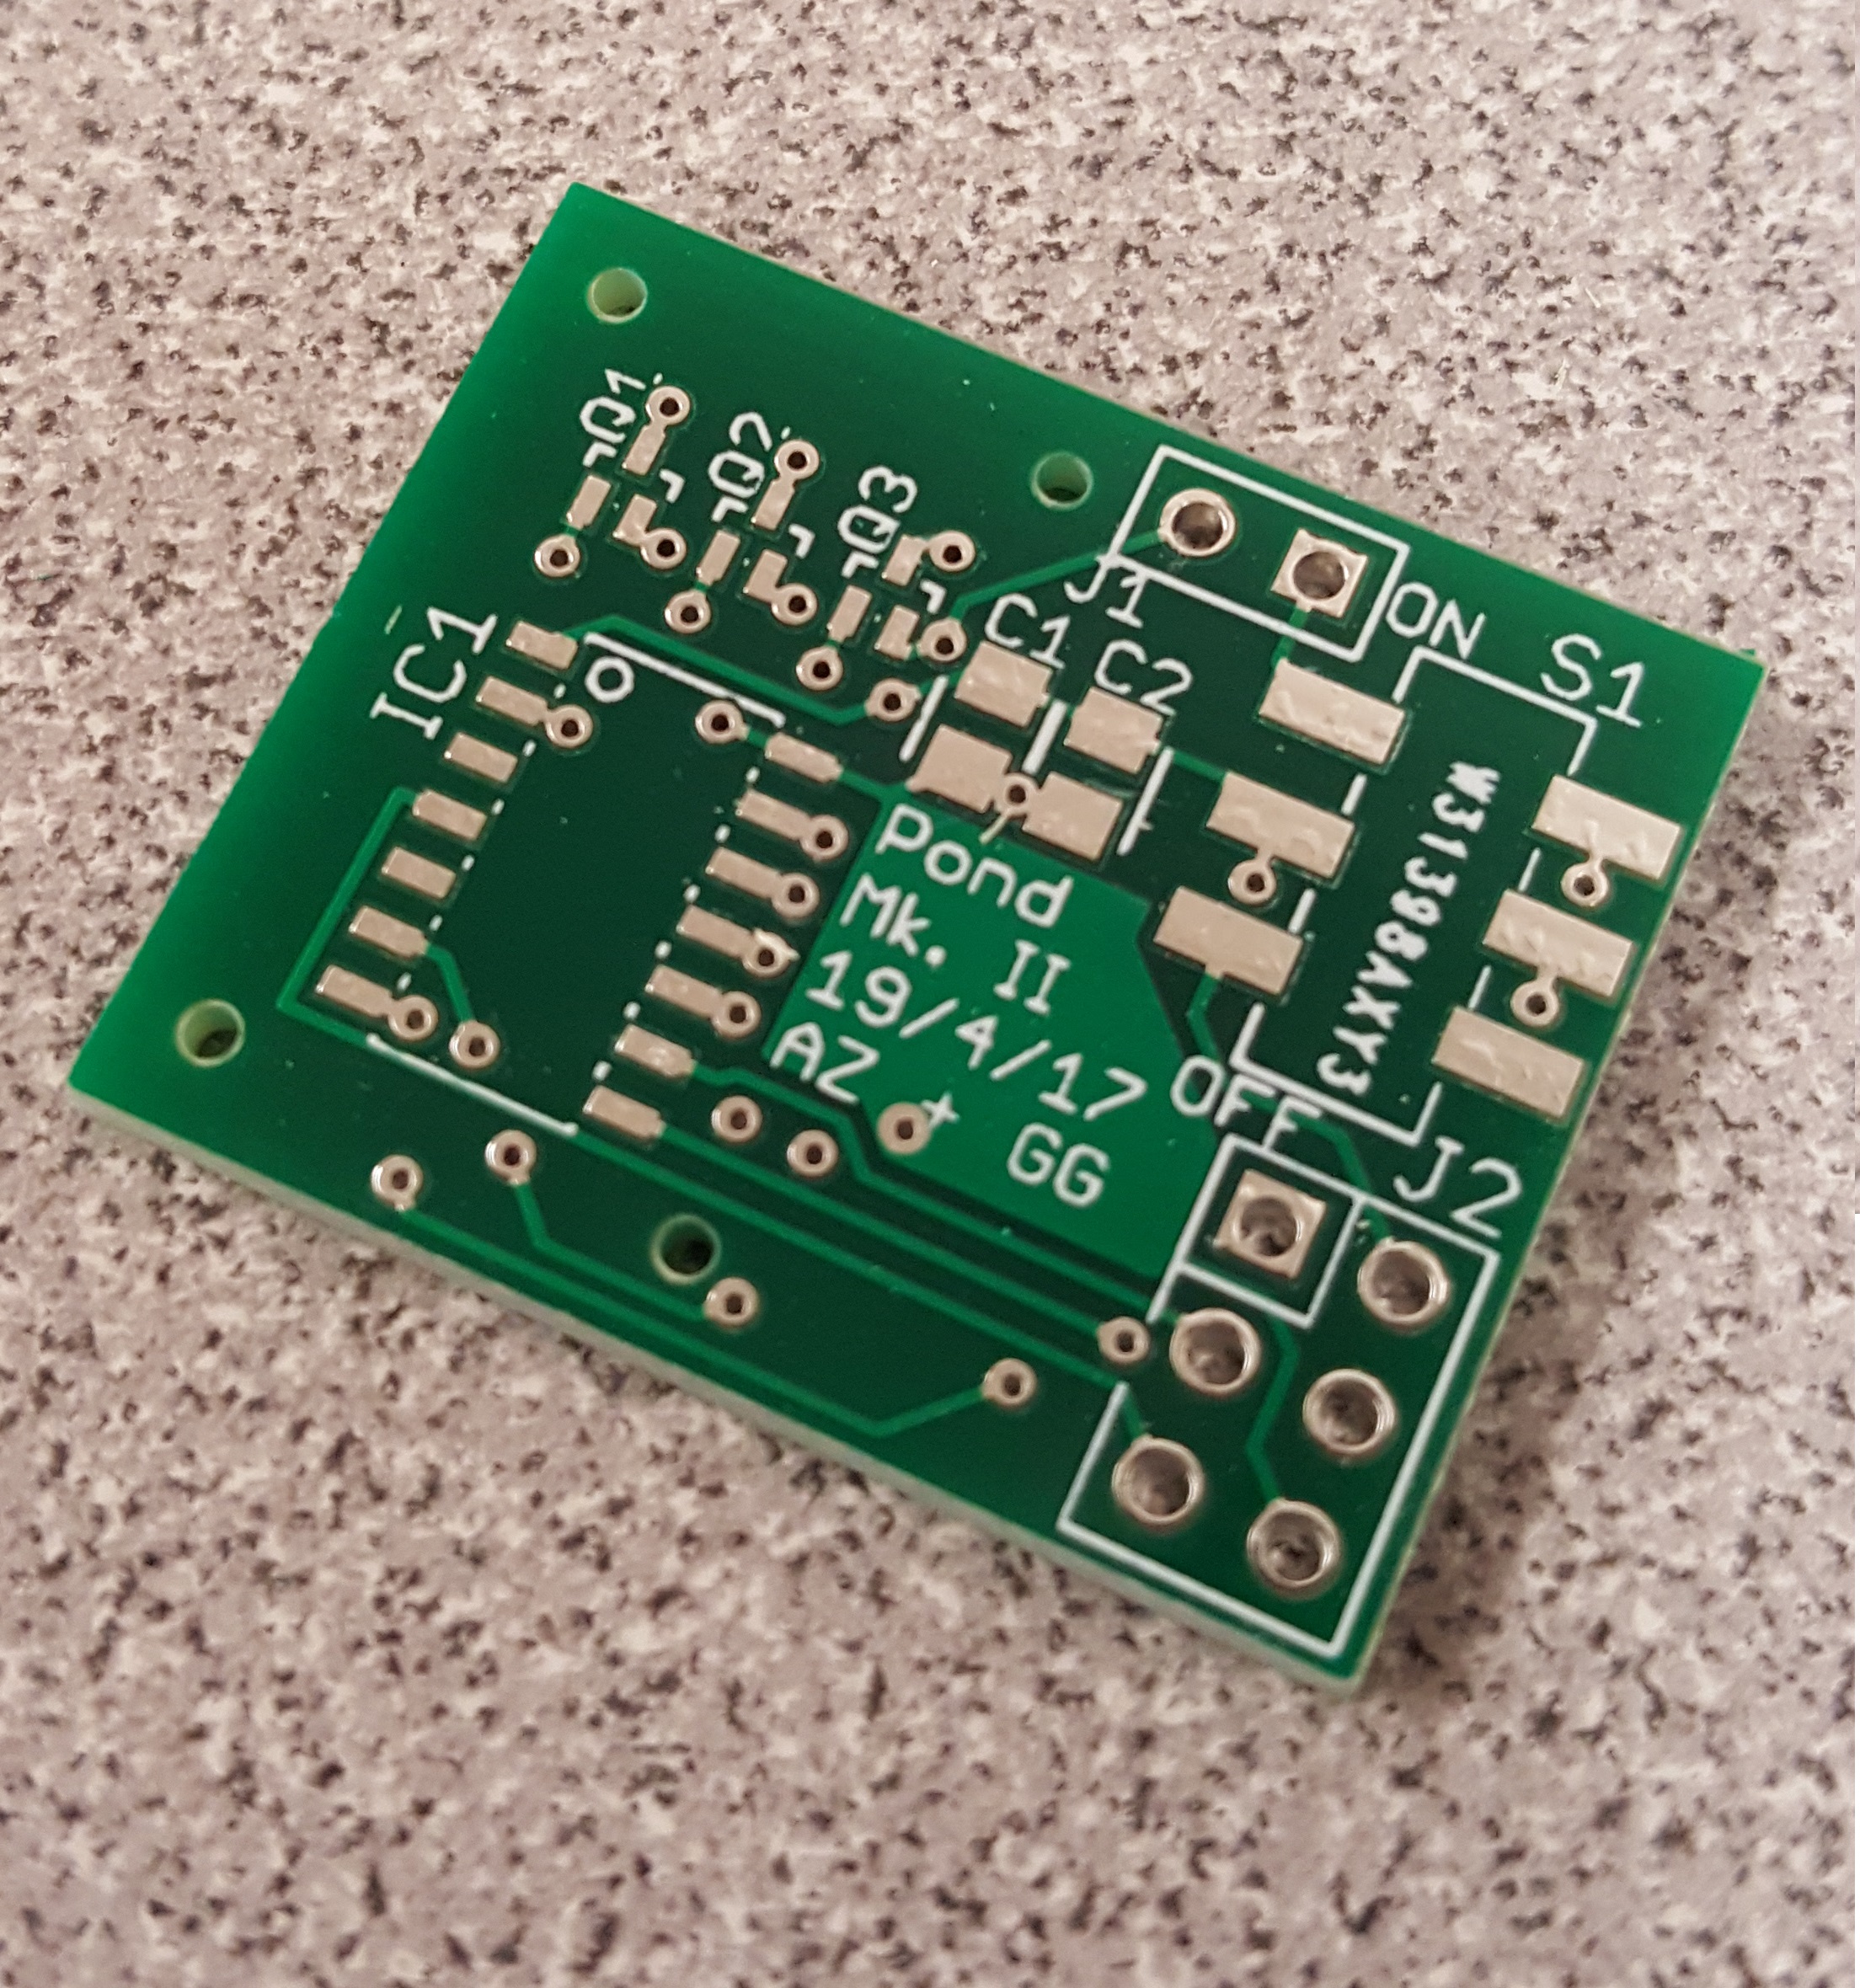 Q1
Q2
Q3
IC1
J1
C1
C2
ON
S1
W31398AXY3
Pond
Mk. II
19/4/17
AZ + GG
OFF
J2